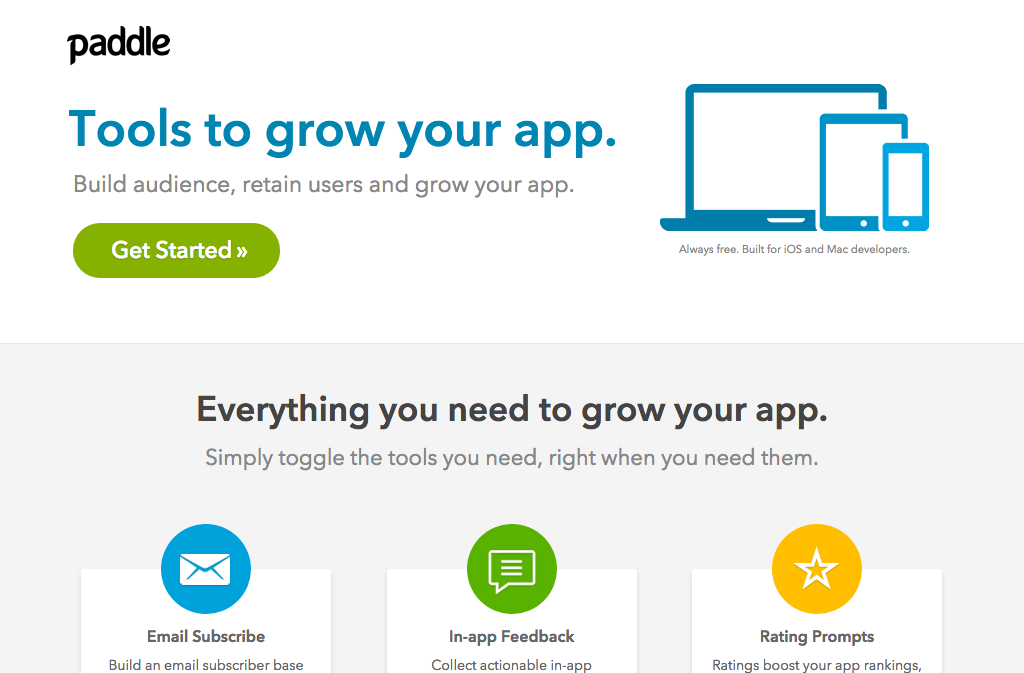 paddle
Tools to grow your app.
Build audience, retain users and grow your app.
Get Started »
Always free. Built for iOS and Mac developers.
Everything you need to grow your app.
Simply toggle the tools you need, right when you need them.
Email Subscribe
Build an email subscriber base
In-app Feedback
Collect actionable in-app
Rating Prompts
Ratings boost your app rankings,